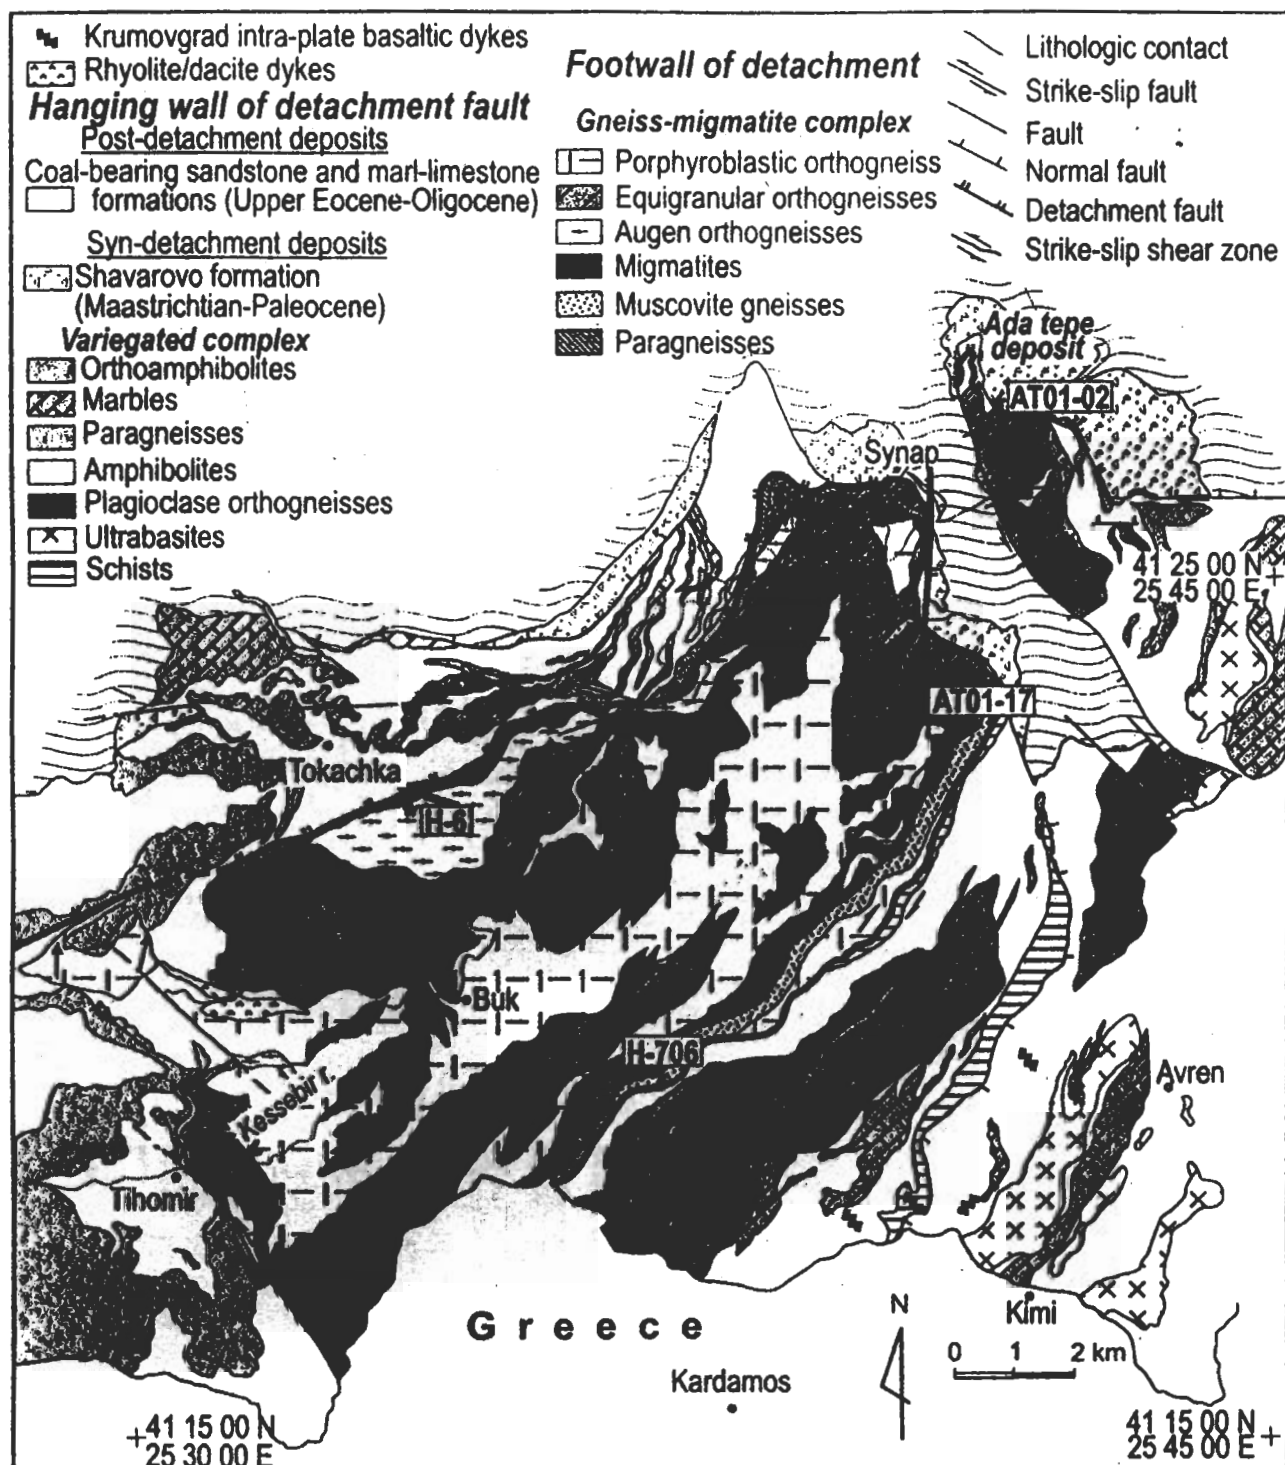 Krumovgrad intra-plate basaltic dykes
Rhyolite/dacite dykes
Hanging wall of detachment fault
Post-detachment deposits
Coal-bearing sandstone and marl-limestone
formations (Upper Eocene-Oligocene)
Syn-detachment deposits
Shavarovo formation
(Maastrichtian-Paleocene)
Variegated complex
Orthoamphibolites
Marbles
Paragneisses
Amphibolites
Plagioclase orthogneisses
Ultrabasites
Schists
Footwall of detachment
Gneiss-migmatite complex
Porphyroblastic orthogneiss
Equigranular orthogneisses
Augen orthogneisses
Migmatites
Muscovite gneisses
Paragneisses
Lithologic contact
Strike-slip fault
Fault
Normal fault
Detachment fault
Strike-slip shear zone
Ada tepe
deposit
AT01-02
Synap
41 25 00 N
25 45 00 E
AT01-17
Tokachka
H-6
Buk
H-706
Kessebir r.
Avren
Tihomir
Kimi
Greece
N
0 1 2 km
Kardamos
41 15 00 N
25 30 00 E
41 15 00 N
25 45 00 E